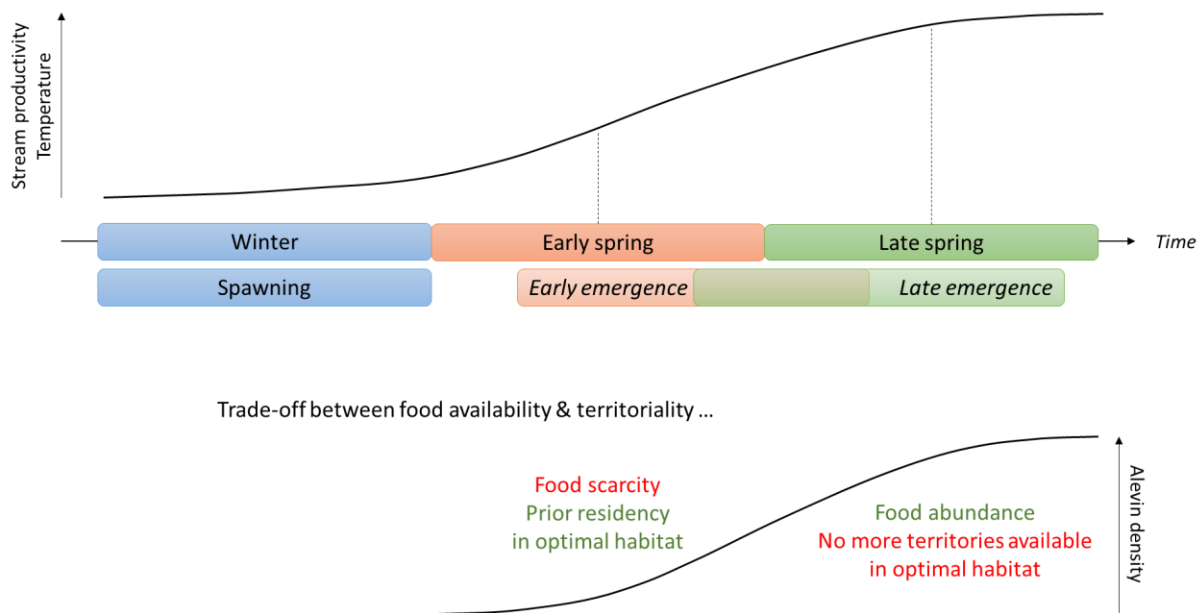 Stream productivity
Temperature
Winter
Early spring
Late spring
Time
Spawning
Early emergence
Late emergence
Trade-off between food availability & territoriality ...
Food scarcity
Prior residency
in optimal habitat
Food abundance
No more territories available
in optimal habitat
Alevin density